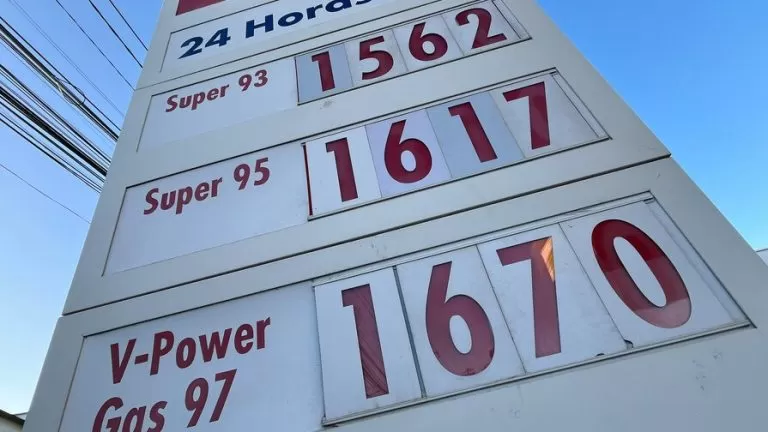 24 Horas
Super 93 1562
Super 95 1617
V-Power
Gas 97 1670